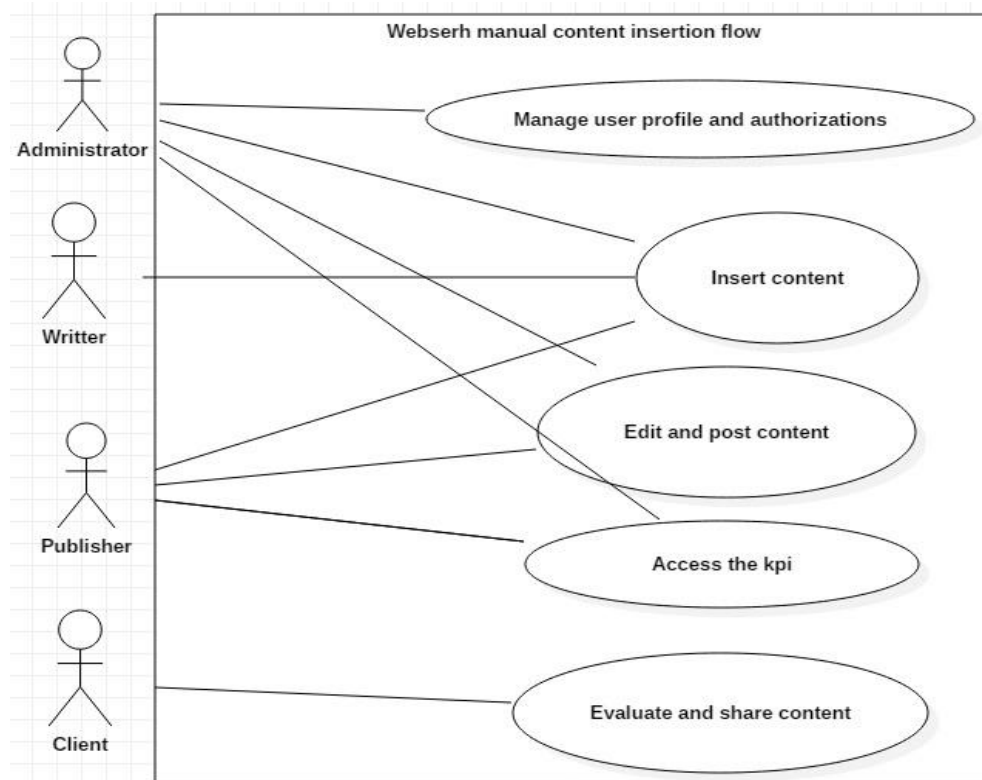 Webserh manual content insertion flow
Manage user profile and authorizations
Administrator
Insert content
Writter
Edit and post content
Publisher
Access the kpi
Evaluate and share content
Client